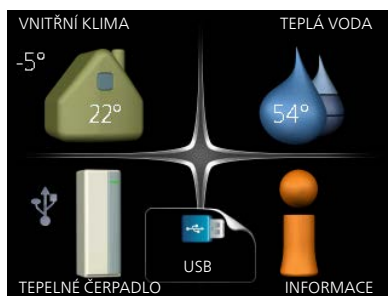 VNITŘNÍ KLIMA
TEPLÁ VODA
-5°
22°
54°
USB
TEPELNÉ ČERPADLO
INFORMACE